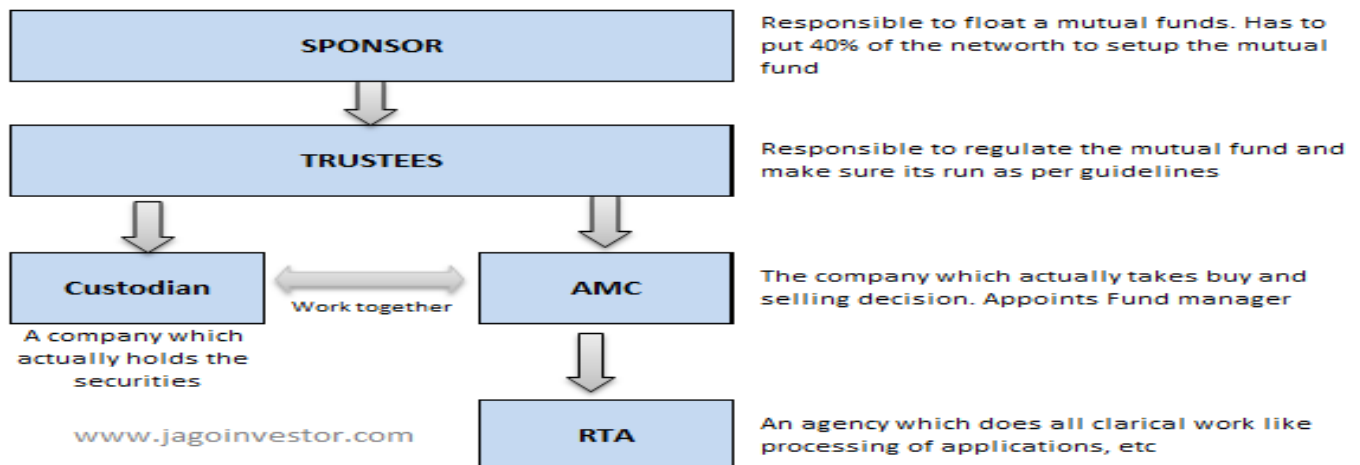 SPONSOR
Responsible to float a mutual funds. Has to
put 40% of the networth to setup the mutual
fund
TRUSTEES
Responsible to regulate the mutual fund and
make sure its run as per guidelines
Custodian
Work together
AMC
The company which actually takes buy and
selling decision. Appoints Fund manager
A company which
actually holds the
securities
www.jagoinvestor.com
RTA
An agency which does all clarical work like
processing of applications, etc